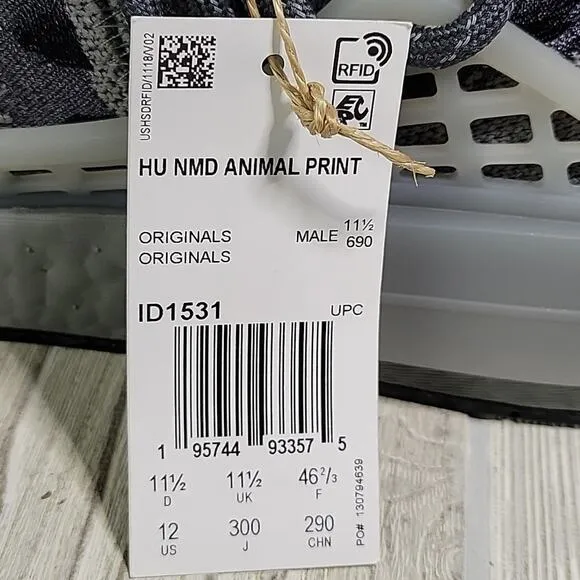 USHSDRFID/1118/V02
RFID
HU NMD ANIMAL PRINT
ORIGINALS MALE 11½
ORIGINALS 690
ID1531 UPC
1 95744 93357 5
11½ 11½ 46⅔
D UK F
12 300 290
US J CHN
PO# 130794639